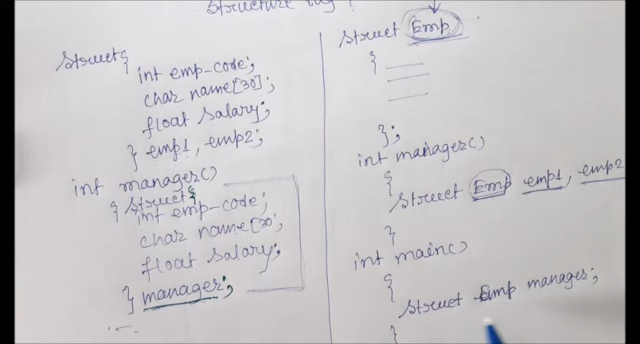 Structure Tag?
Struct {
int emp-code;
char name[30];
float salary;
} emp1, emp2;
int manager()
{ struct {
int emp-code;
char name[30;
float salary;
} manager;
Struct Emp
{
};
int manager()
{
Struct Emp emp1, emp2
}
int main()
{
Struct Emp manager;
}